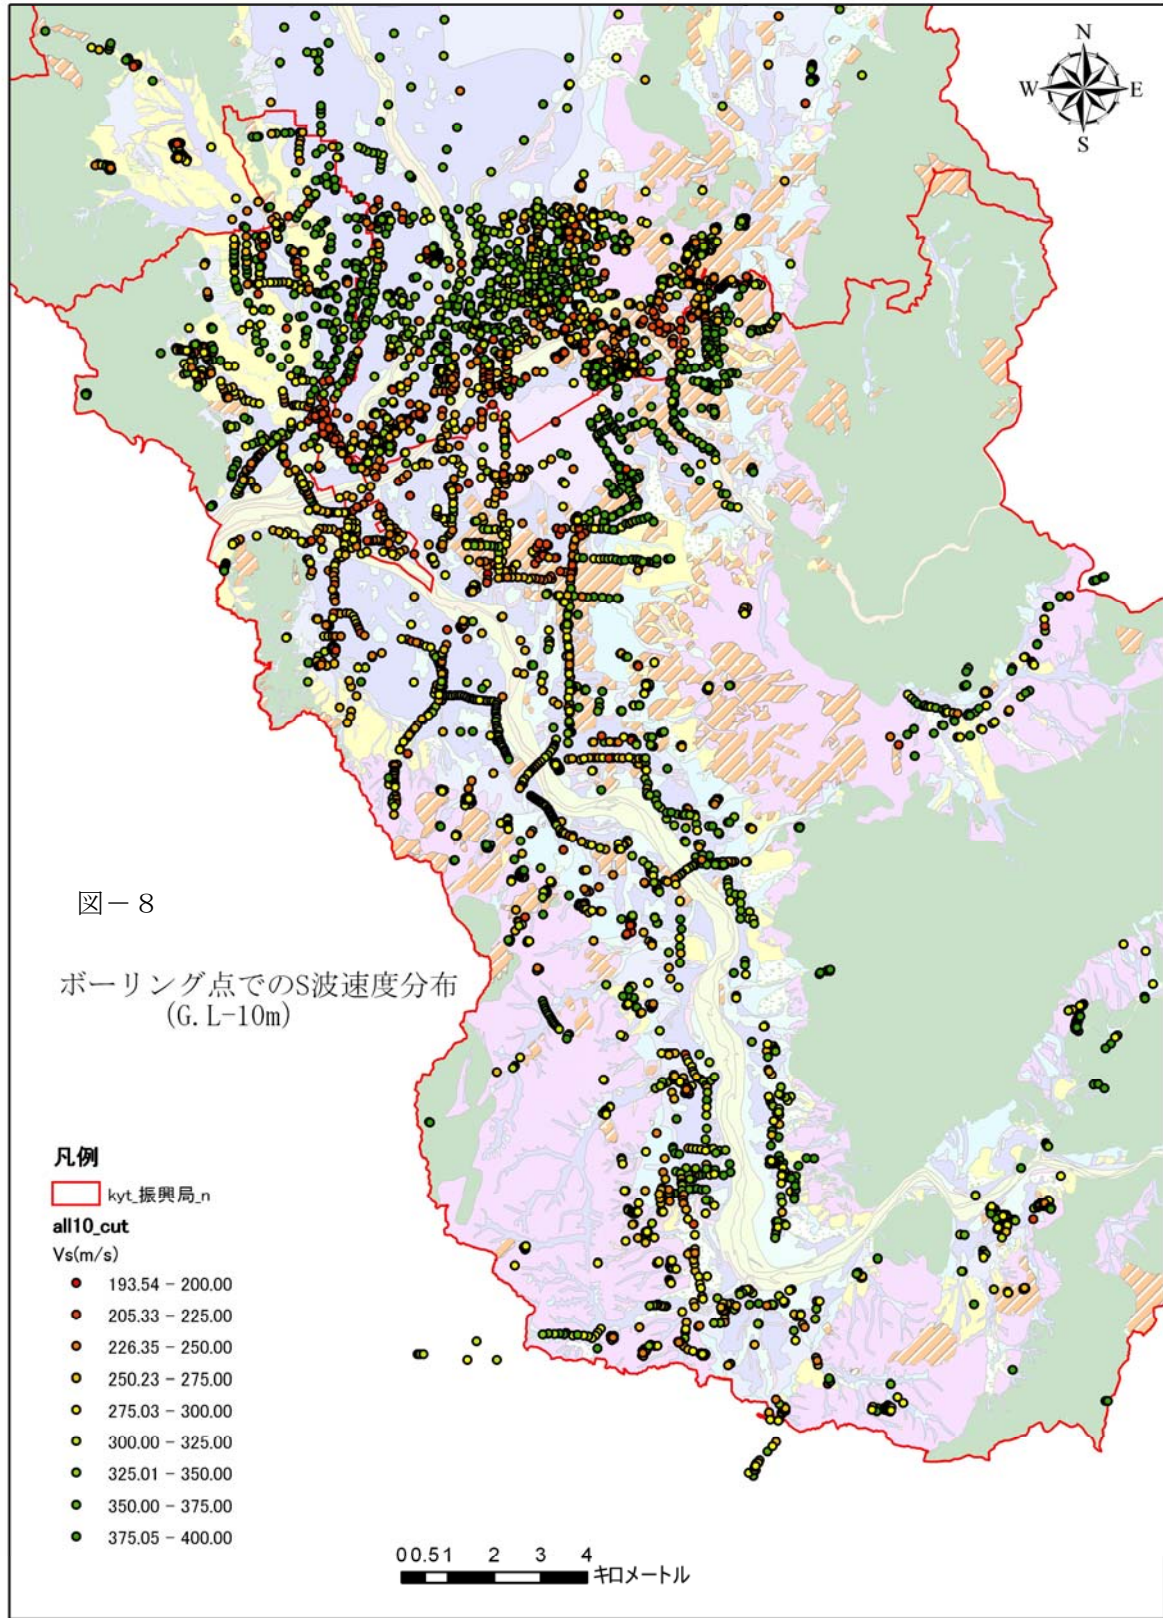 N
W E
S
図－８
ボーリング点でのS波速度分布
(G.L-10m)
凡例
kyt_振興局_n
all10_cut
Vs(m/s)
193.54 - 200.00
205.33 - 225.00
226.35 - 250.00
250.23 - 275.00
275.03 - 300.00
300.00 - 325.00
325.01 - 350.00
350.00 - 375.00
375.05 - 400.00
0 0.5 1 2 3 4
キロメートル